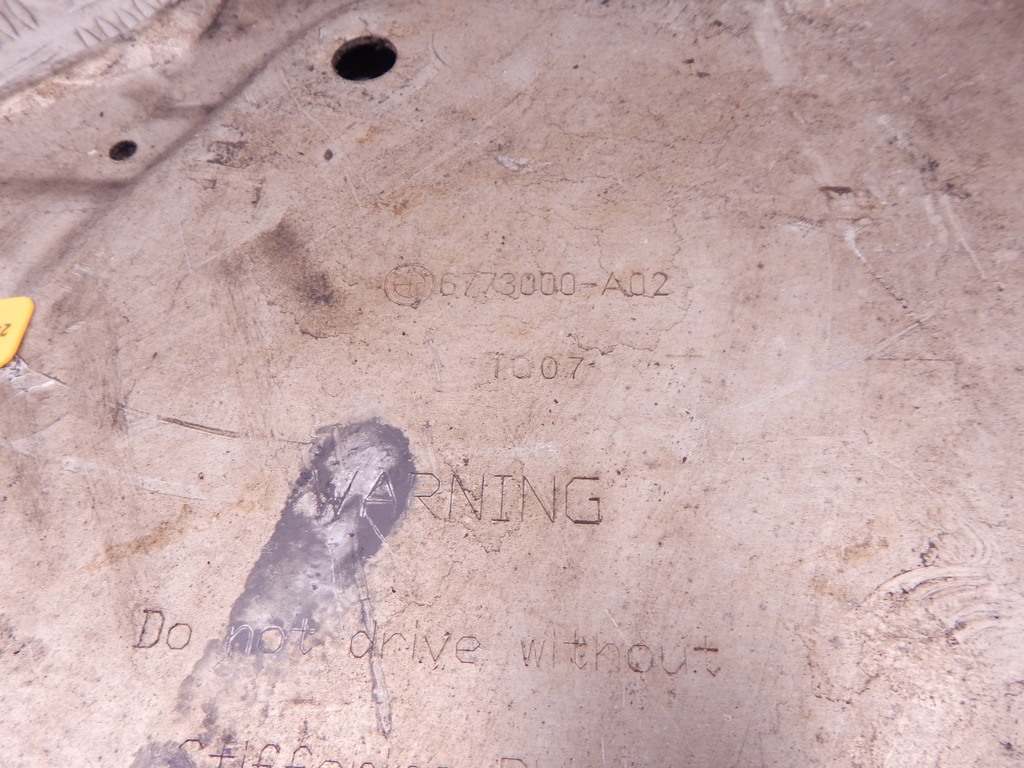 6773000-A02
1007
WARNING
Do not drive without